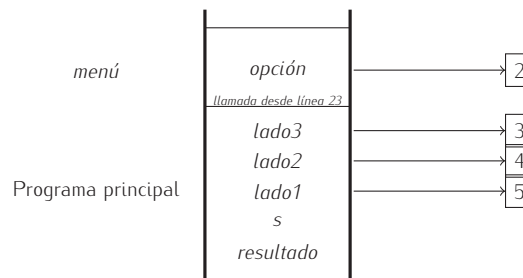 menú opción 2
llamada desde línea 23
lado3 3
lado2 4
Programa principal lado1 5
s
resultado